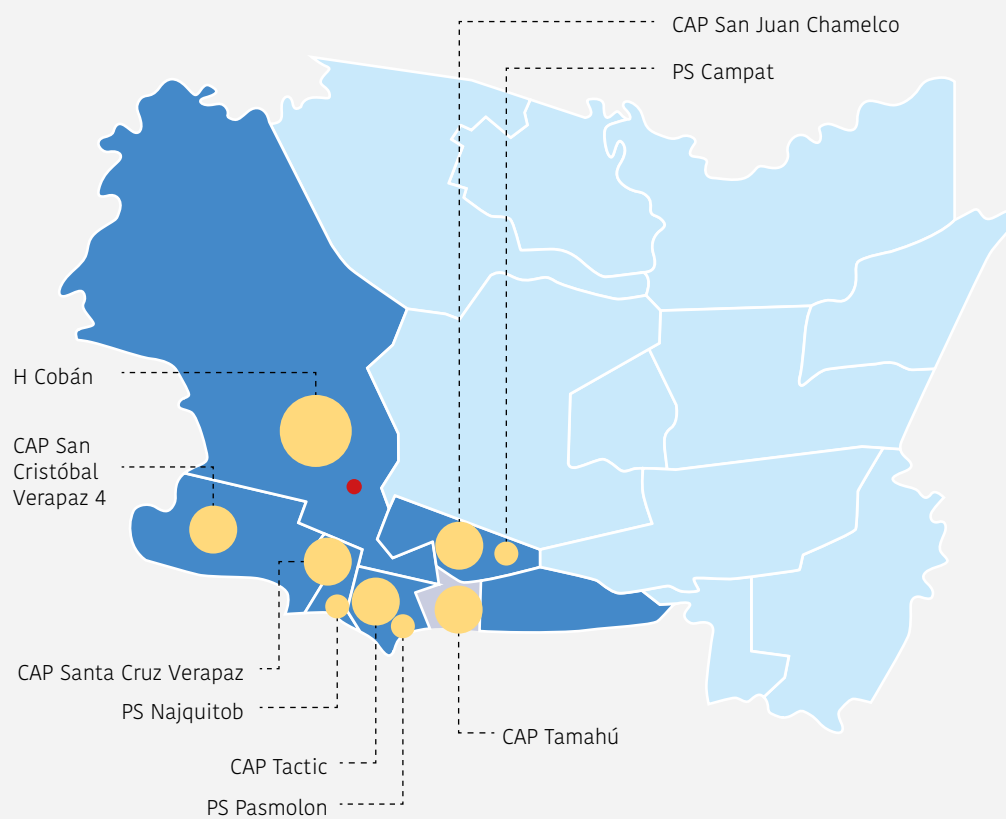 CAP San Juan Chamelco
PS Campat
H Cobán
CAP San
Cristóbal
Verapaz 4
CAP Santa Cruz Verapaz
PS Najquitob
CAP Tamahú
CAP Tactic
PS Pasmolon